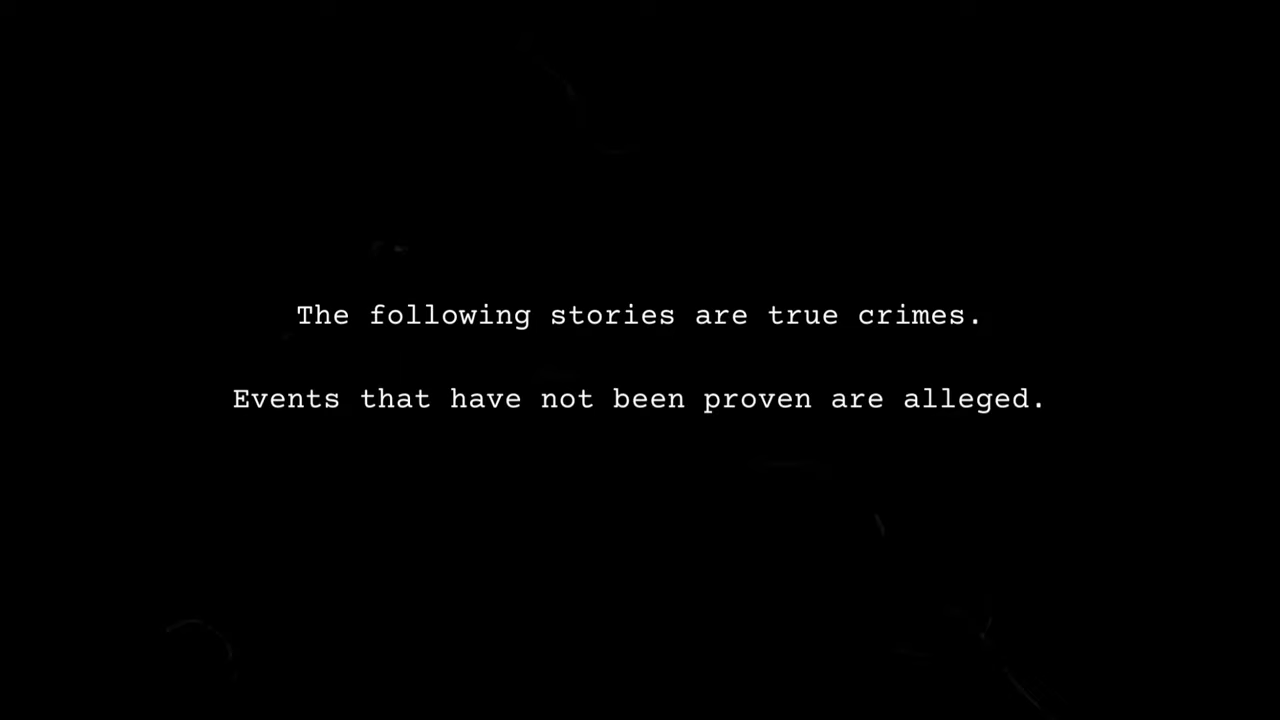 The following stories are true crimes.
Events that have not been proven are alleged.